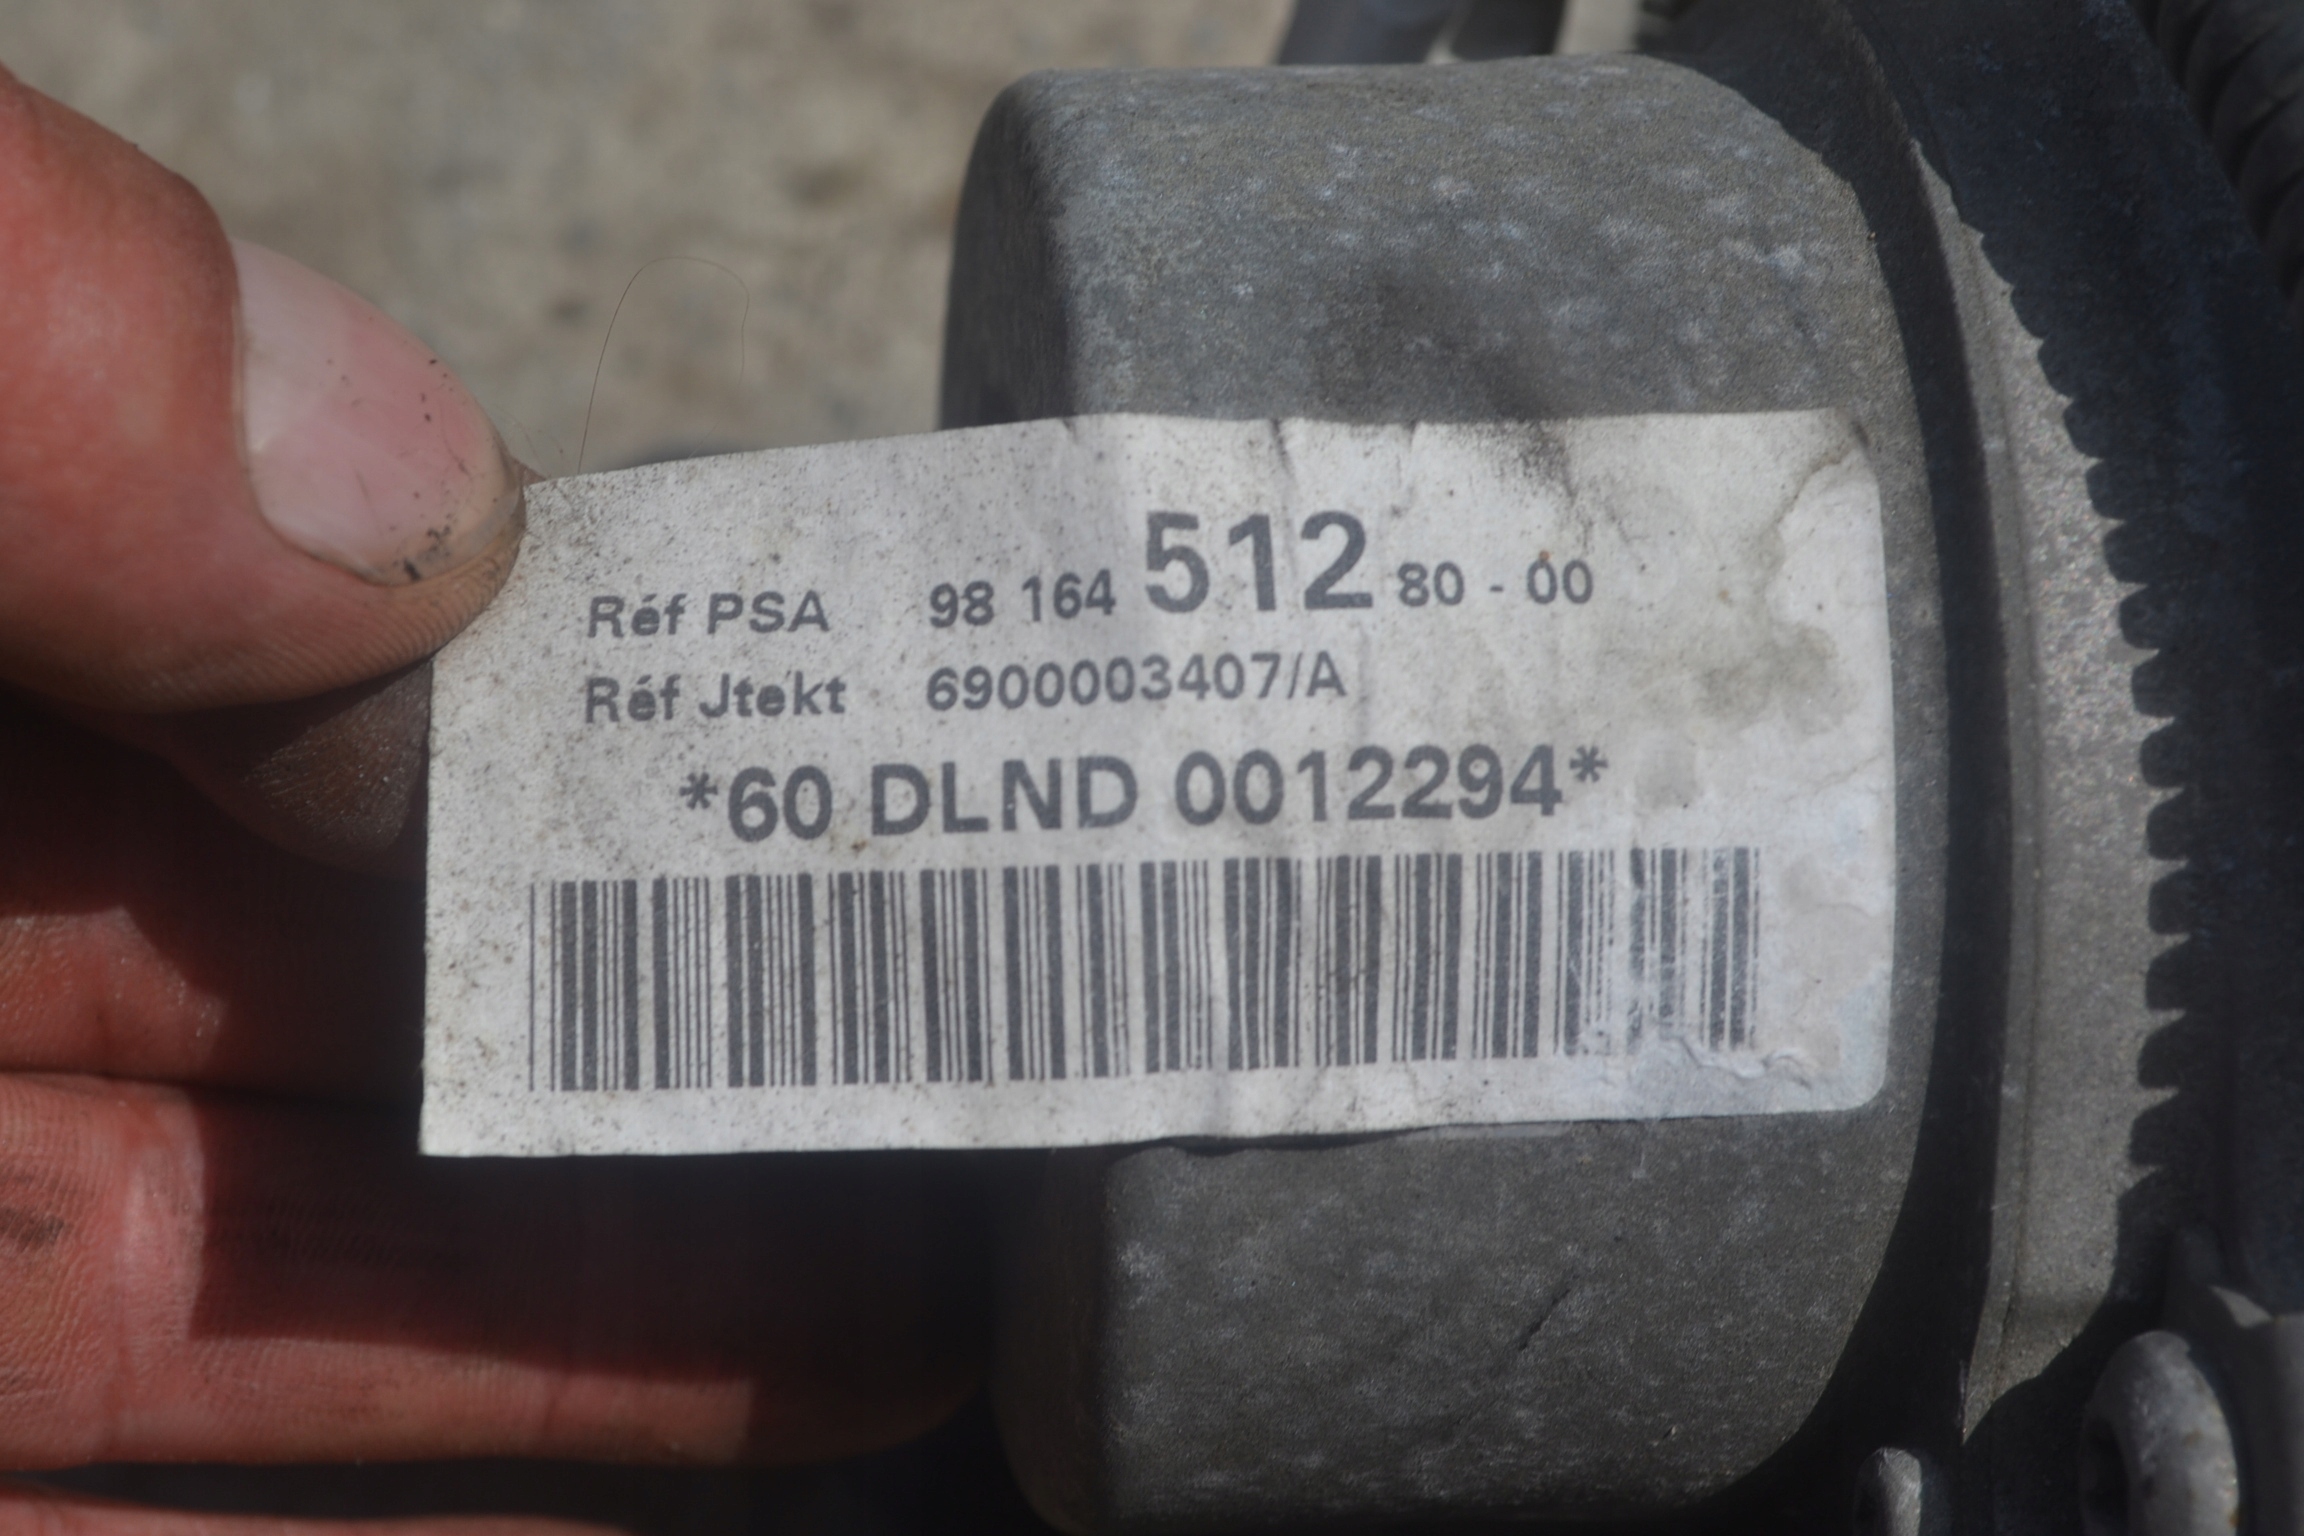 Réf PSA 98 164 512 80 - 00
Réf Jtekt 6900003407/A
*60 DLND 0012294*